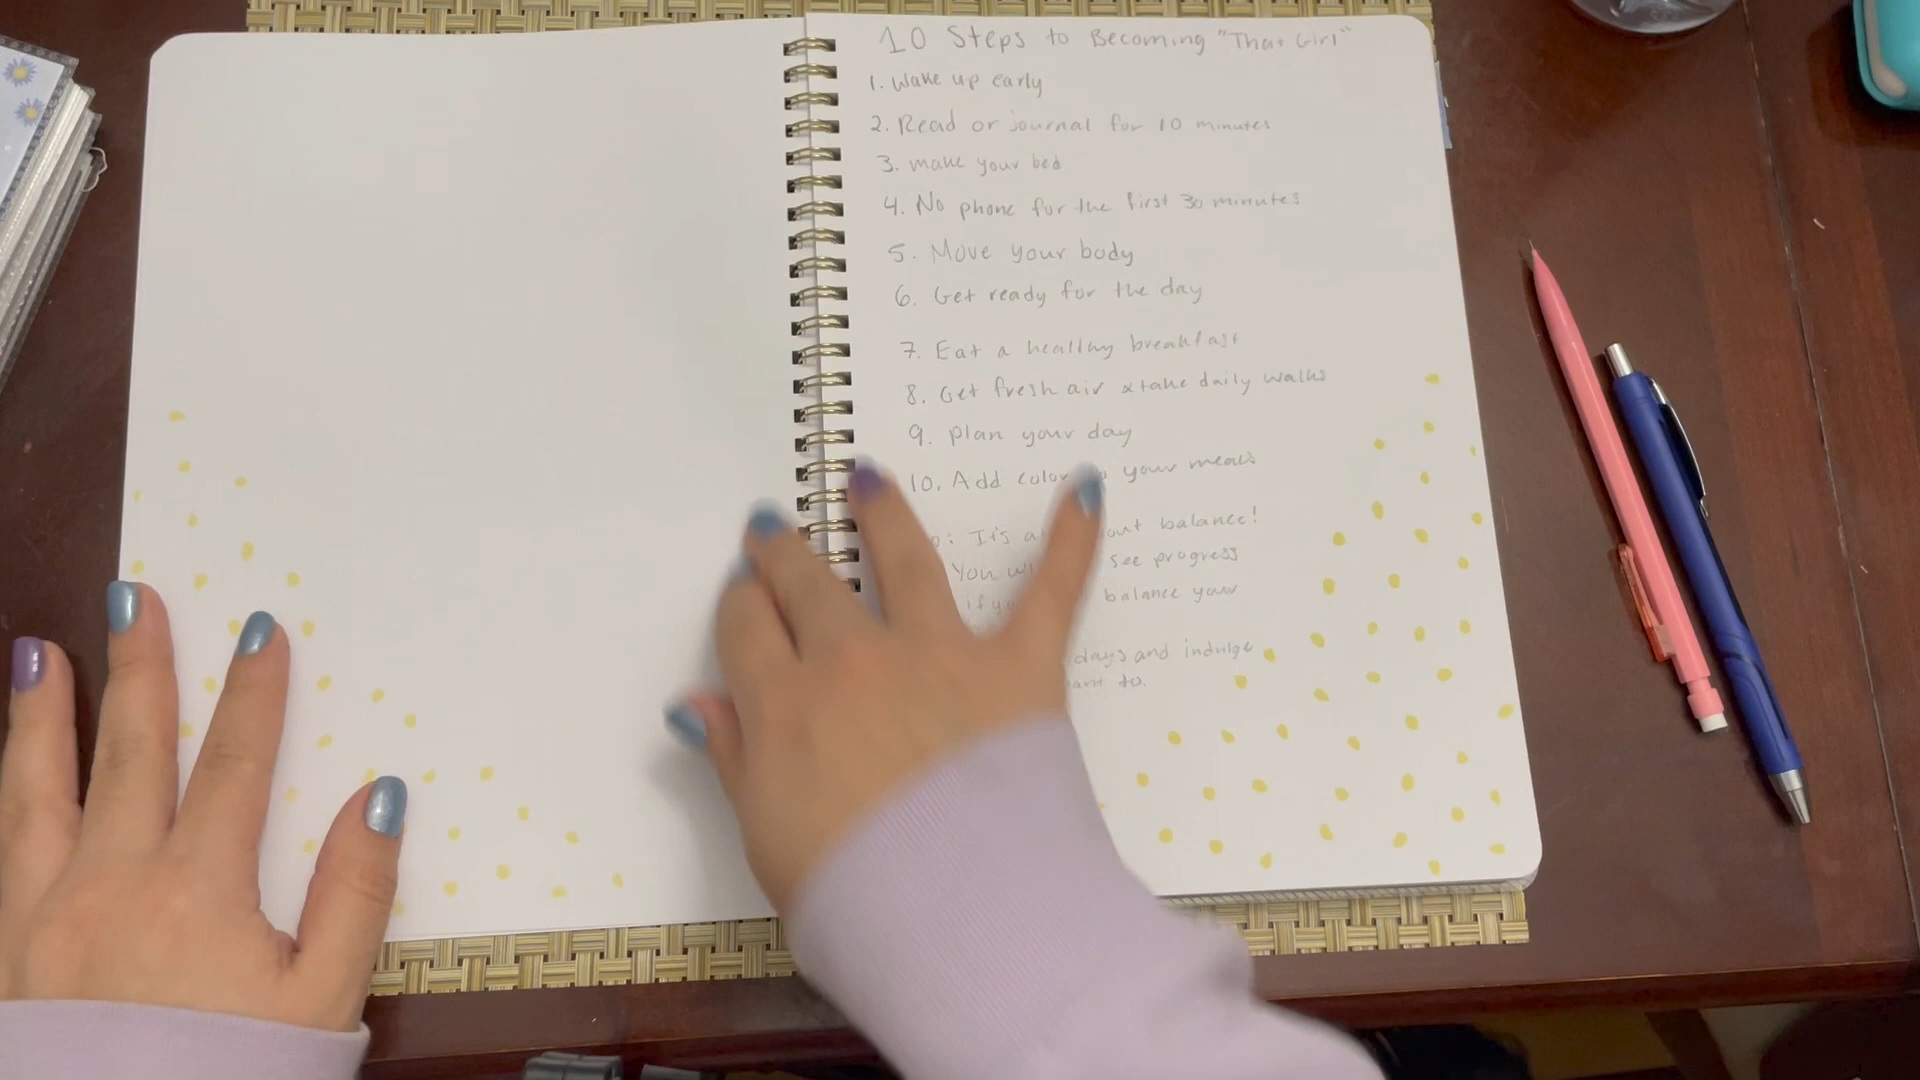 10 Steps to Becoming "That Girl"
1. Wake up early
2. Read or journal for 10 minutes
3. make your bed
4. No phone for the first 30 minutes
5. Move your body
6. Get ready for the day
7. Eat a healthy breakfast
8. Get fresh air & take daily walks
9. plan your day
10. Add color your meals
: It's balance!
You see progress
if balance your
days and indulge
to.